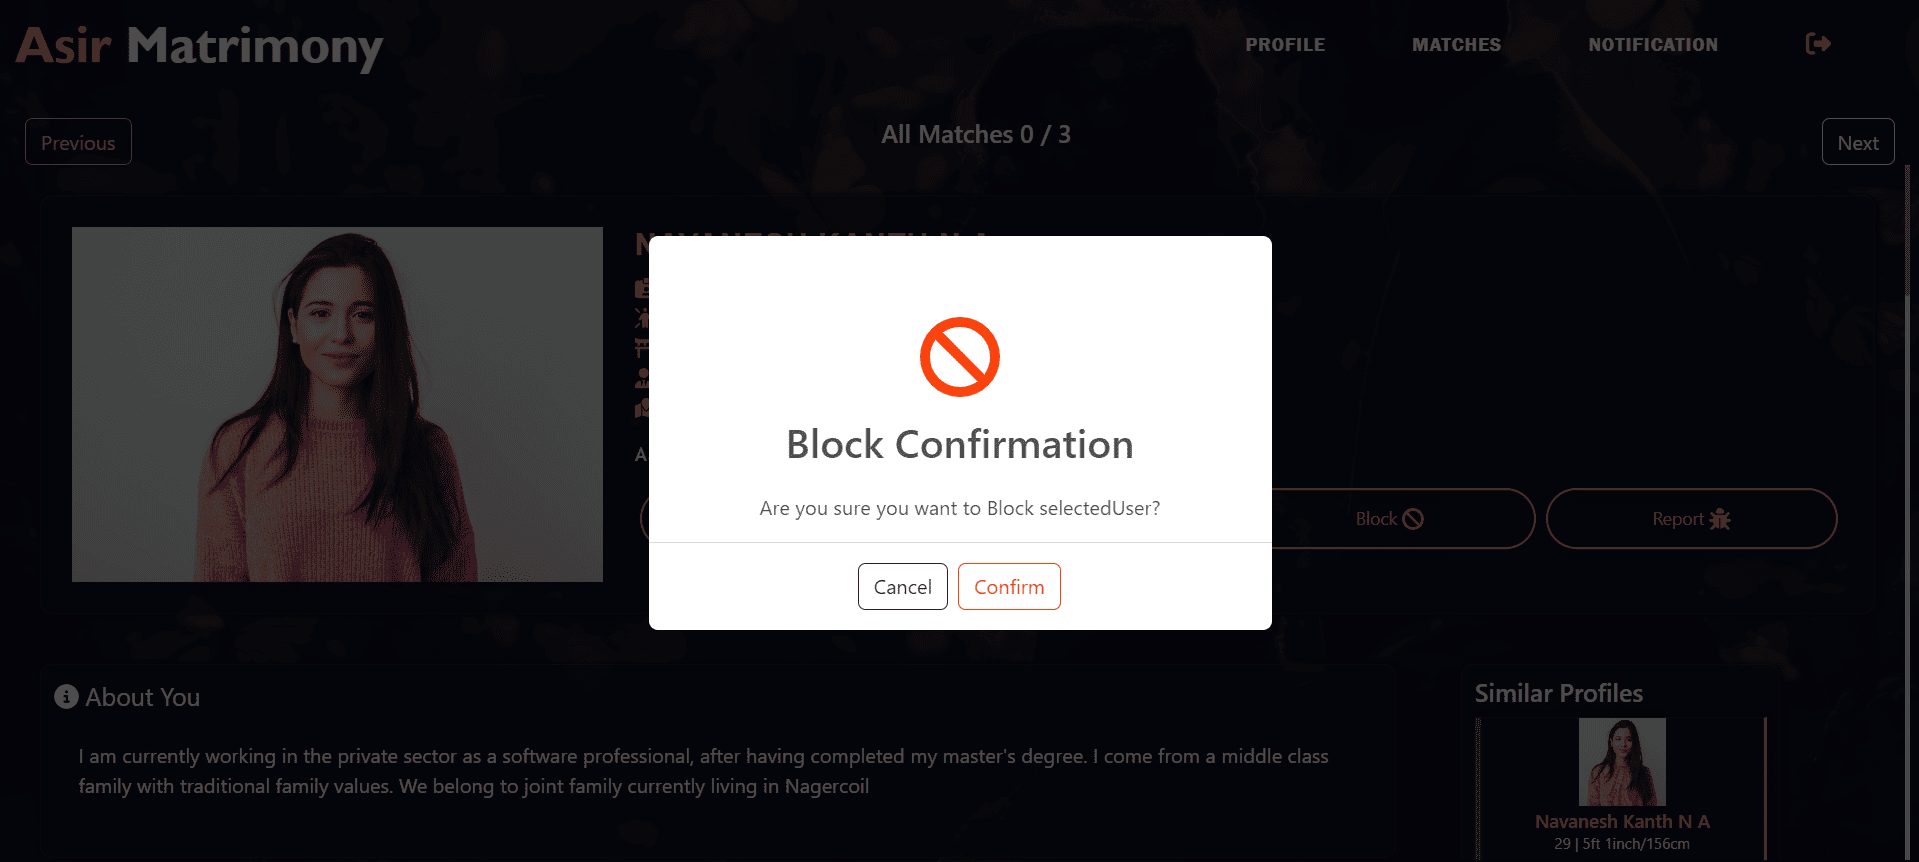 Asir Matrimony
PROFILE
MATCHES
NOTIFICATION
Previous
All Matches 0 / 3
Next
NAVANESH KANTH N A
Block Confirmation
Are you sure you want to Block selectedUser?
Cancel
Confirm
Block
Report
About You
I am currently working in the private sector as a software professional, after having completed my master's degree. I come from a middle class
family with traditional family values. We belong to joint family currently living in Nagercoil
Similar Profiles
Navanesh Kanth N A
29 | 5ft 1inch/156cm